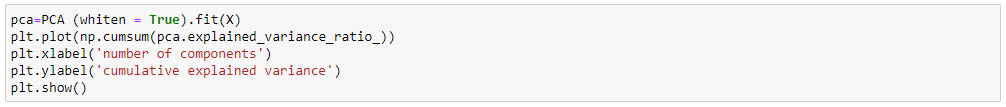 pca=PCA (whiten = True).fit(X)
plt.plot(np.cumsum(pca.explained_variance_ratio_))
plt.xlabel('number of components')
plt.ylabel('cumulative explained variance')
plt.show()